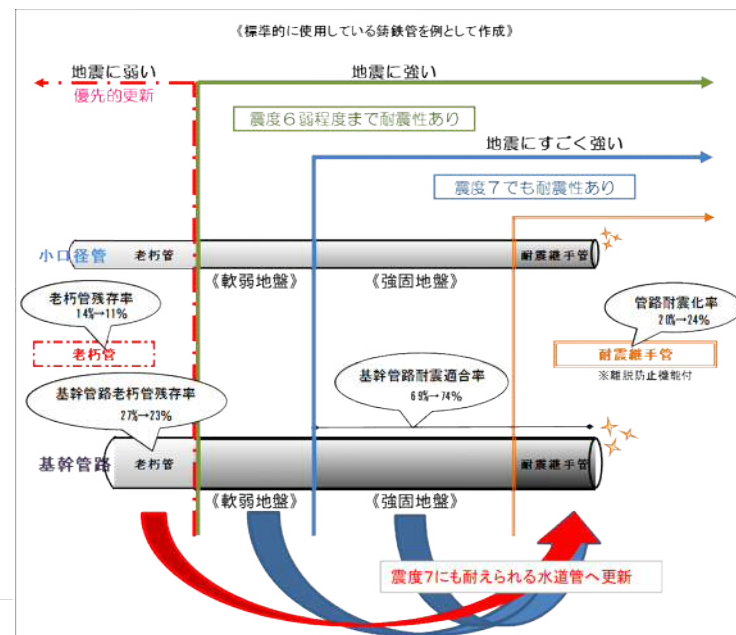 《標準的に使用している鋳鉄管を例として作成》
地震に弱い
地震に強い
優先的更新
震度6弱程度まで耐震性あり
地震にすごく強い
震度7でも耐震性あり
小口径管
老朽管
耐震継手管
《軟弱地盤》
《強固地盤》
老朽管残存率
14%→11%
管路耐震化率
20%→24%
老朽管
耐震継手管
※離脱防止機能付
基幹管路耐震適合率
69%→74%
基幹管路老朽管残存率
27%→23%
基幹管路
老朽管
耐震継手管
《軟弱地盤》
《強固地盤》
震度7にも耐えられる水道管へ更新